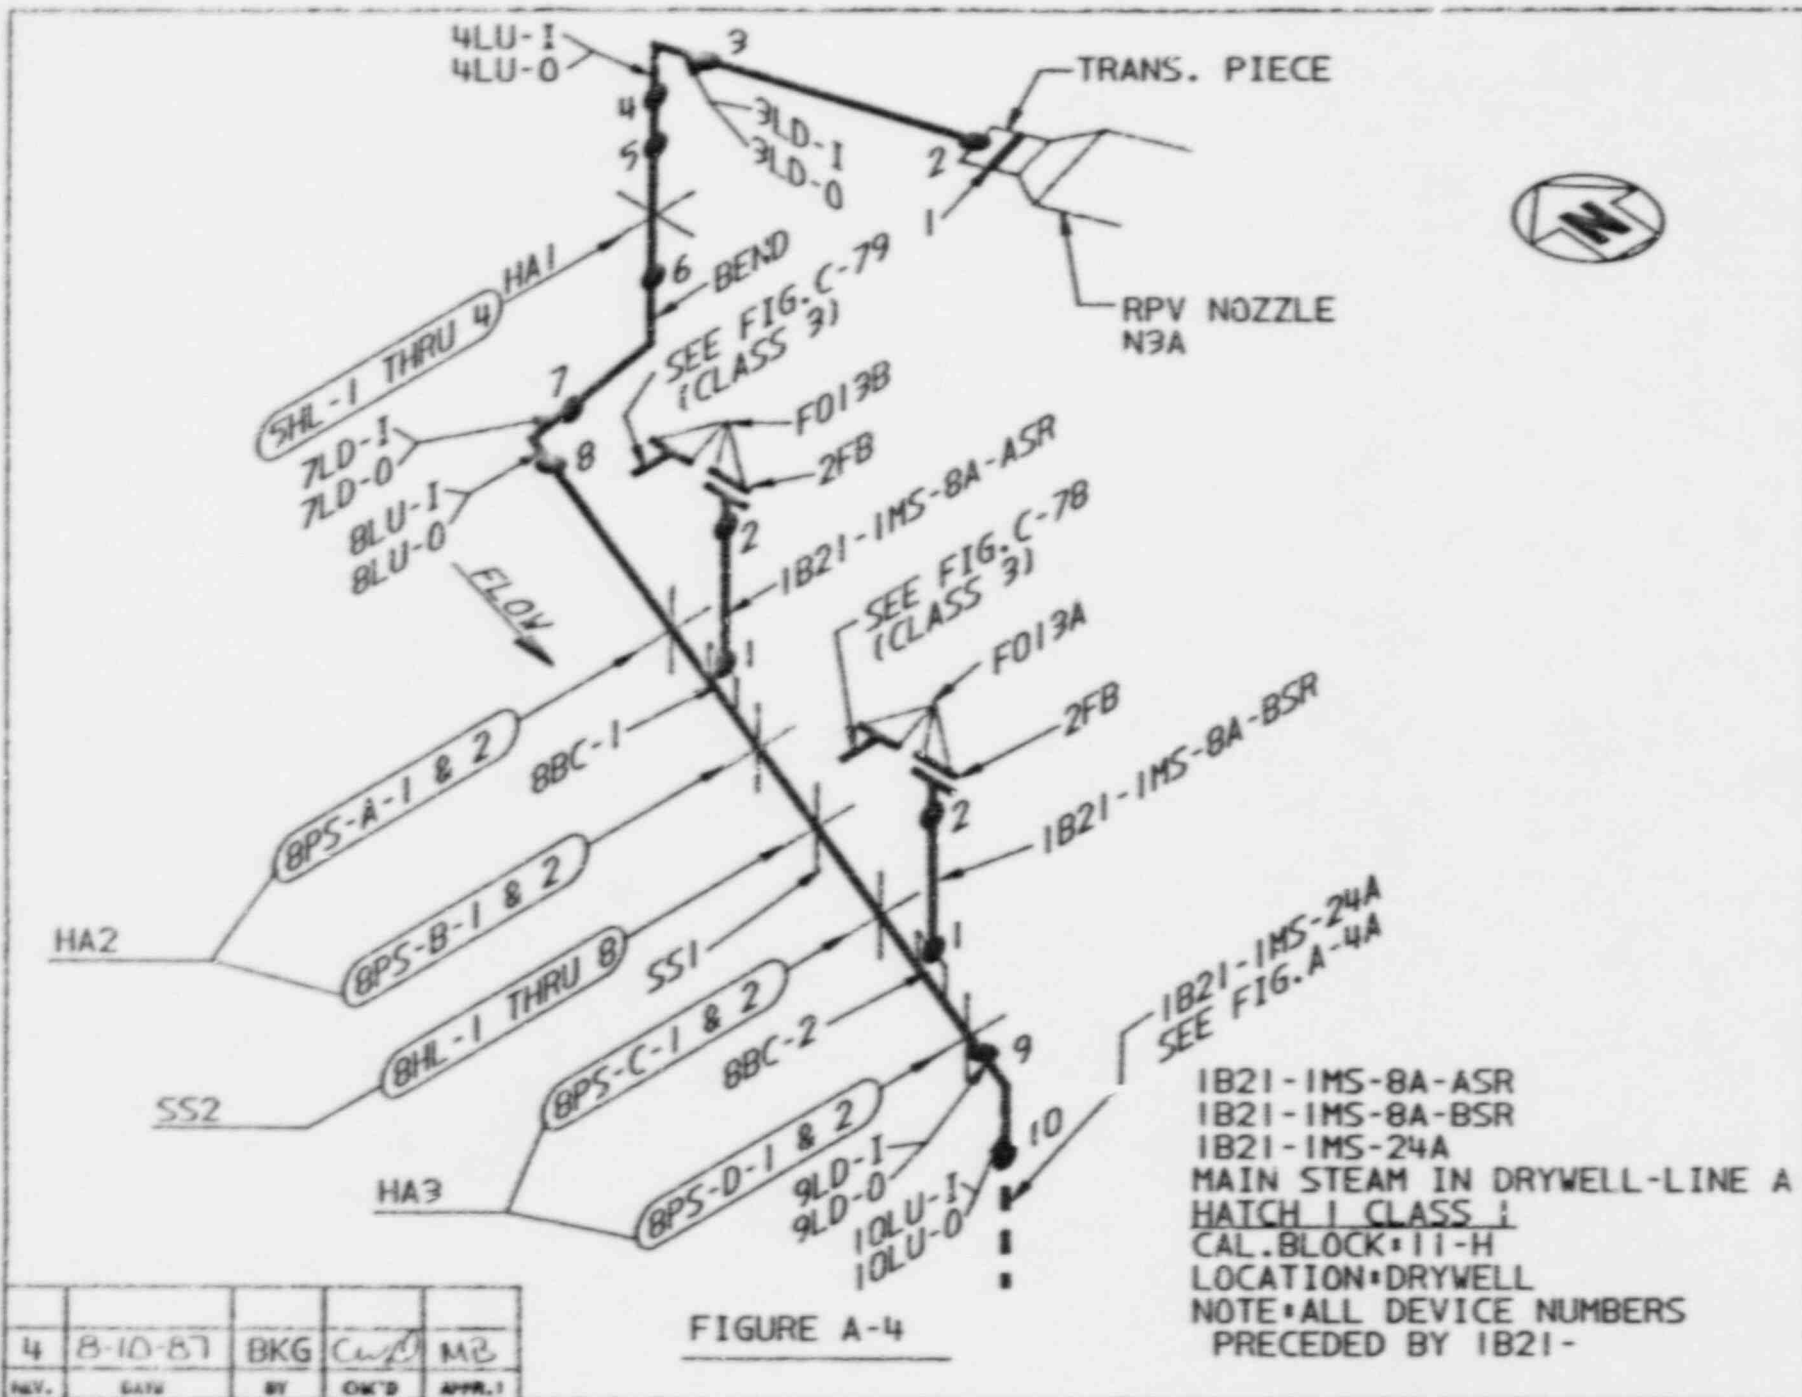 4LU-I
4LU-O
3
TRANS. PIECE
4
3LD-I
3LD-O
5
2
1
N
HA1
6
BEND
SEE FIG.C-79
(CLASS 3)
RPV NOZZLE
N3A
5HL-1 THRU 4
7
F013B
7LD-I
7LD-O
8
2FB
8LU-I
8LU-O
2
1B21-1MS-8A-ASR
FLOW
SEE FIG.C-78
(CLASS 3)
1
F013A
8PS-A-1 & 2
8BC-1
2FB
8PS-B-1 & 2
2
1B21-1MS-8A-BSR
HA2
8HL-1 THRU 8
SS1
1
8PS-C-1 & 2
8BC-2
1B21-1MS-24A
SEE FIG.A-4A
9
SS2
8PS-D-1 & 2
9LD-I
9LD-O
10
HA3
10LU-I
10LU-O
1B21-1MS-8A-ASR
1B21-1MS-8A-BSR
1B21-1MS-24A
MAIN STEAM IN DRYWELL-LINE A
HATCH 1 CLASS 1
CAL.BLOCK:11-H
LOCATION:DRYWELL
NOTE:ALL DEVICE NUMBERS
PRECEDED BY 1B21-
FIGURE A-4
4 8-10-87 BKG MB
REV. DATE BY CHK'D APPR.